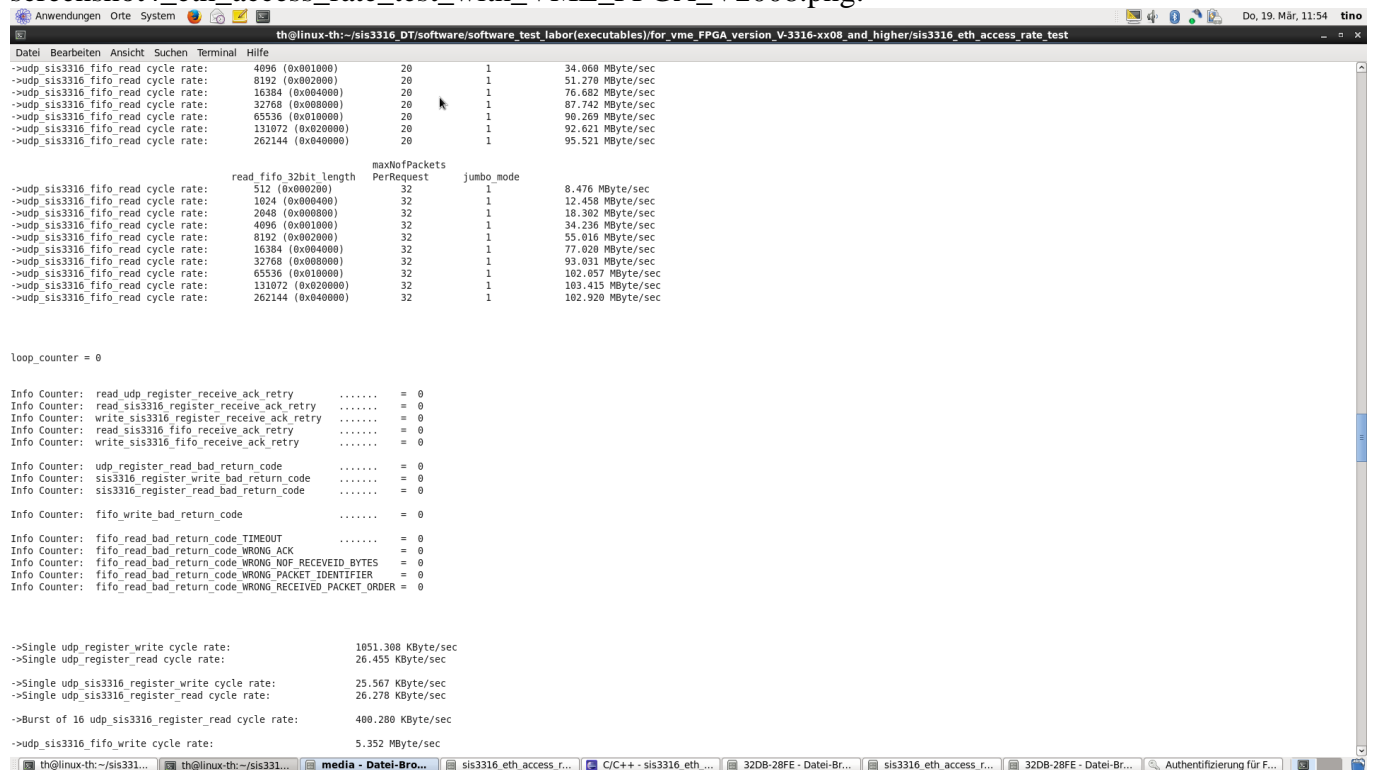 screenshot:_eth_access_rate_test_with_VME_FPGA_V2008.png:
Anwendungen Orte System Do, 19. Mär, 11:54 tino
th@linux-th:~/sis3316_DT/software/software_test_labor(executables)/for_vme_FPGA_version_V-3316-xx08_and_higher/sis3316_eth_access_rate_test
Datei Bearbeiten Ansicht Suchen Terminal Hilfe
->udp_sis3316_fifo_read cycle rate: 4096 (0x001000) 20 1 34.060 MByte/sec
->udp_sis3316_fifo_read cycle rate: 8192 (0x002000) 20 1 51.270 MByte/sec
->udp_sis3316_fifo_read cycle rate: 16384 (0x004000) 20 1 76.682 MByte/sec
->udp_sis3316_fifo_read cycle rate: 32768 (0x008000) 20 1 87.742 MByte/sec
->udp_sis3316_fifo_read cycle rate: 65536 (0x010000) 20 1 90.269 MByte/sec
->udp_sis3316_fifo_read cycle rate: 131072 (0x020000) 20 1 92.621 MByte/sec
->udp_sis3316_fifo_read cycle rate: 262144 (0x040000) 20 1 95.521 MByte/sec
maxNofPackets
read_fifo_32bit_length PerRequest jumbo_mode
->udp_sis3316_fifo_read cycle rate: 512 (0x000200) 32 1 8.476 MByte/sec
->udp_sis3316_fifo_read cycle rate: 1024 (0x000400) 32 1 12.458 MByte/sec
->udp_sis3316_fifo_read cycle rate: 2048 (0x000800) 32 1 18.302 MByte/sec
->udp_sis3316_fifo_read cycle rate: 4096 (0x001000) 32 1 34.236 MByte/sec
->udp_sis3316_fifo_read cycle rate: 8192 (0x002000) 32 1 55.016 MByte/sec
->udp_sis3316_fifo_read cycle rate: 16384 (0x004000) 32 1 77.020 MByte/sec
->udp_sis3316_fifo_read cycle rate: 32768 (0x008000) 32 1 93.031 MByte/sec
->udp_sis3316_fifo_read cycle rate: 65536 (0x010000) 32 1 102.057 MByte/sec
->udp_sis3316_fifo_read cycle rate: 131072 (0x020000) 32 1 103.415 MByte/sec
->udp_sis3316_fifo_read cycle rate: 262144 (0x040000) 32 1 102.920 MByte/sec
loop_counter = 0
Info Counter: read_udp_register_receive_ack_retry ....... = 0
Info Counter: read_sis3316_register_receive_ack_retry ....... = 0
Info Counter: write_sis3316_register_receive_ack_retry ....... = 0
Info Counter: read_sis3316_fifo_receive_ack_retry ....... = 0
Info Counter: write_sis3316_fifo_receive_ack_retry ....... = 0
Info Counter: udp_register_read_bad_return_code ....... = 0
Info Counter: sis3316_register_write_bad_return_code ....... = 0
Info Counter: sis3316_register_read_bad_return_code ....... = 0
Info Counter: fifo_write_bad_return_code ....... = 0
Info Counter: fifo_read_bad_return_code_TIMEOUT ....... = 0
Info Counter: fifo_read_bad_return_code_WRONG_ACK = 0
Info Counter: fifo_read_bad_return_code_WRONG_NOF_RECEVEID_BYTES = 0
Info Counter: fifo_read_bad_return_code_WRONG_PACKET_IDENTIFIER = 0
Info Counter: fifo_read_bad_return_code_WRONG_RECEIVED_PACKET_ORDER = 0
->Single udp_register_write cycle rate: 1051.308 KByte/sec
->Single udp_register_read cycle rate: 26.455 KByte/sec
->Single udp_sis3316_register_write cycle rate: 25.567 KByte/sec
->Single udp_sis3316_register_read cycle rate: 26.278 KByte/sec
->Burst of 16 udp_sis3316_register_read cycle rate: 400.280 KByte/sec
->udp_sis3316_fifo_write cycle rate: 5.352 MByte/sec
th@linux-th:~/sis331... th@linux-th:~/sis331... media - Datei-Bro... sis3316_eth_access_r... C/C++ - sis3316_eth_... 32DB-28FE - Datei-Br... sis3316_eth_access_r... 32DB-28FE - Datei-Br... Authentifizierung für F...